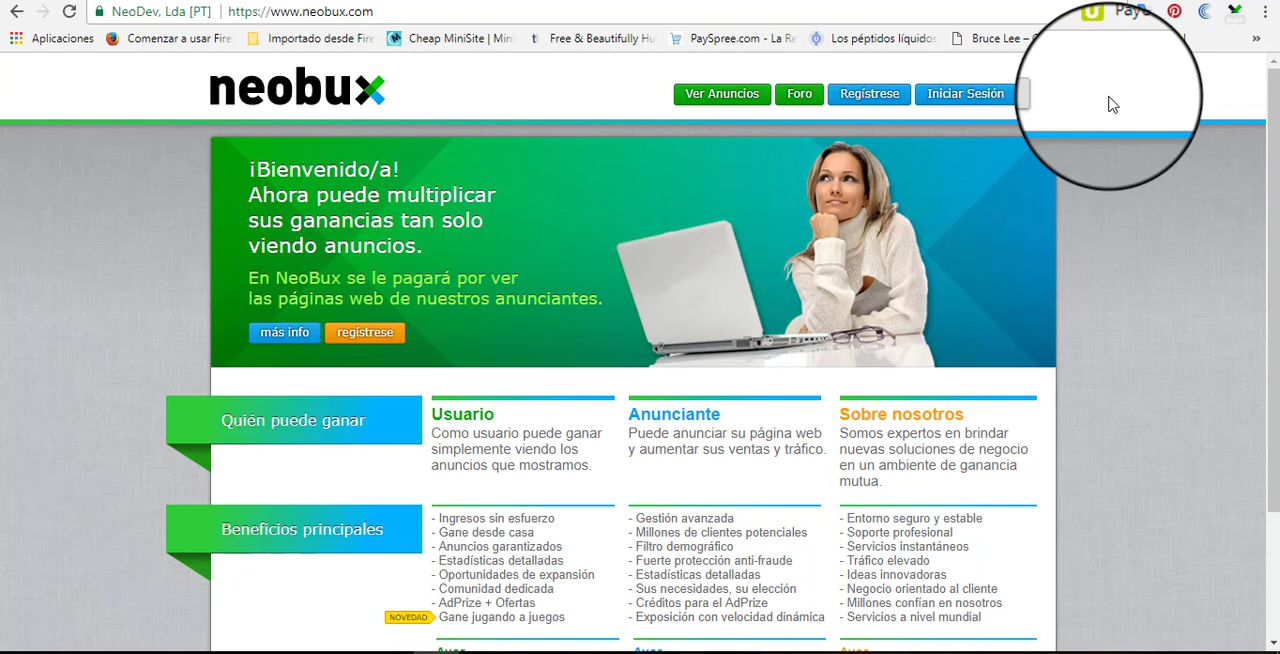 NeoDev, Lda [PT] https://www.neobux.com
Aplicaciones Comenzar a usar Fire Importado desde Fire Cheap MiniSite | Mini Free & Beautifully Hu PaySpree.com - La Re Los péptidos líquidos Bruce Lee – »
neobux
Ver Anuncios Foro Regístrese Iniciar Sesión
¡Bienvenido/a!
Ahora puede multiplicar
sus ganancias tan solo
viendo anuncios.
En NeoBux se le pagará por ver
las páginas web de nuestros anunciantes.
más info regístrese
Quién puede ganar
Usuario
Como usuario puede ganar
simplemente viendo los
anuncios que mostramos.
Anunciante
Puede anunciar su página web
y aumentar sus ventas y tráfico.
Sobre nosotros
Somos expertos en brindar
nuevas soluciones de negocio
en un ambiente de ganancia
mutua.
Beneficios principales
- Ingresos sin esfuerzo
- Gane desde casa
- Anuncios garantizados
- Estadísticas detalladas
- Oportunidades de expansión
- Comunidad dedicada
- AdPrize + Ofertas
NOVEDAD - Gane jugando a juegos
- Gestión avanzada
- Millones de clientes potenciales
- Filtro demográfico
- Fuerte protección anti-fraude
- Estadísticas detalladas
- Sus necesidades, su elección
- Créditos para el AdPrize
- Exposición con velocidad dinámica
- Entorno seguro y estable
- Soporte profesional
- Servicios instantáneos
- Tráfico elevado
- Ideas innovadoras
- Negocio orientado al cliente
- Millones confían en nosotros
- Servicios a nivel mundial